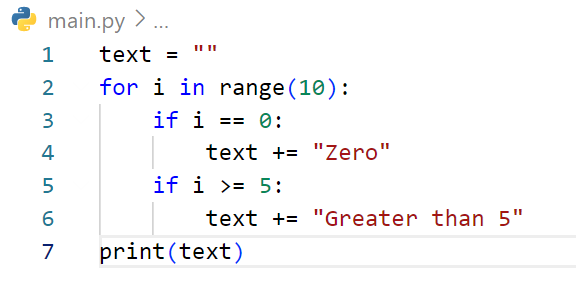 main.py > ...
1 text = ""
2 for i in range(10):
3     if i == 0:
4         text += "Zero"
5     if i >= 5:
6         text += "Greater than 5"
7 print(text)